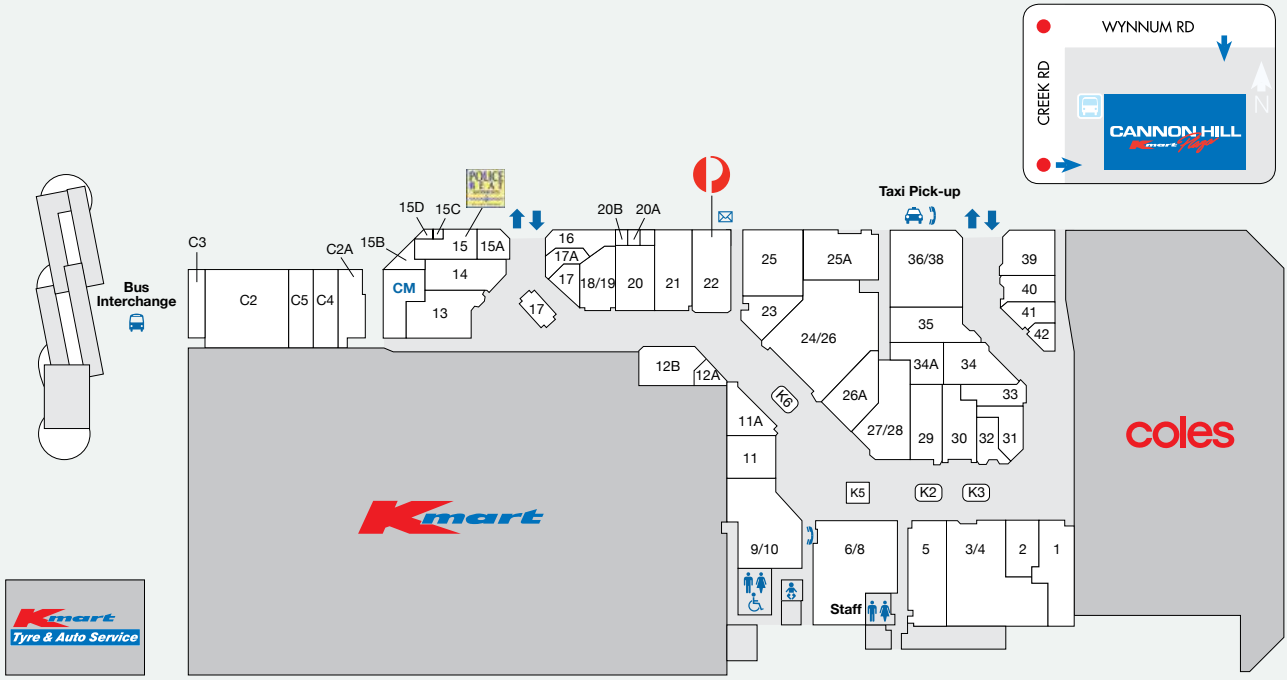 WYNNUM RD
CREEK RD
N
CANNON HILL
Kmart Plaza
Taxi Pick-up
POLICE
BEAT
15D
15C
20B
20A
C3
C2A
15B
15
15A
16
17A
17
18/19
20
21
22
25
25A
36/38
39
40
41
42
Bus
Interchange
C2
C5
C4
CM
14
13
17
23
24/26
35
34A
34
33
12B
12A
K6
26A
11A
27/28
29
30
32
31
coles
11
K5
K2
K3
Kmart
9/10
6/8
5
3/4
2
1
Staff
Kmart
Tyre & Auto Service